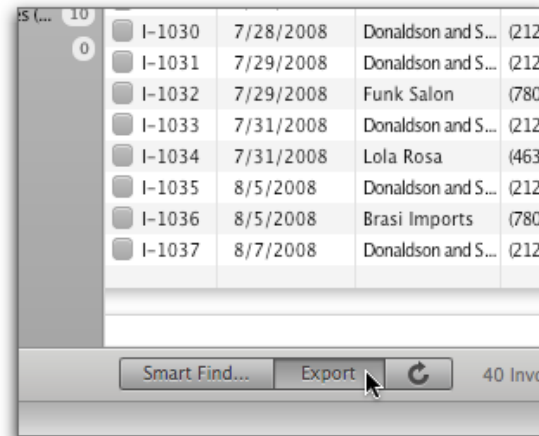 es (... 10
I-1030 7/28/2008 Donaldson and S... (212
0 I-1031 7/29/2008 Donaldson and S... (212
I-1032 7/29/2008 Funk Salon (780
I-1033 7/31/2008 Donaldson and S... (212
I-1034 7/31/2008 Lola Rosa (463
I-1035 8/5/2008 Donaldson and S... (212
I-1036 8/5/2008 Brasi Imports (780
I-1037 8/7/2008 Donaldson and S... (212
Smart Find... Export 40 Invo